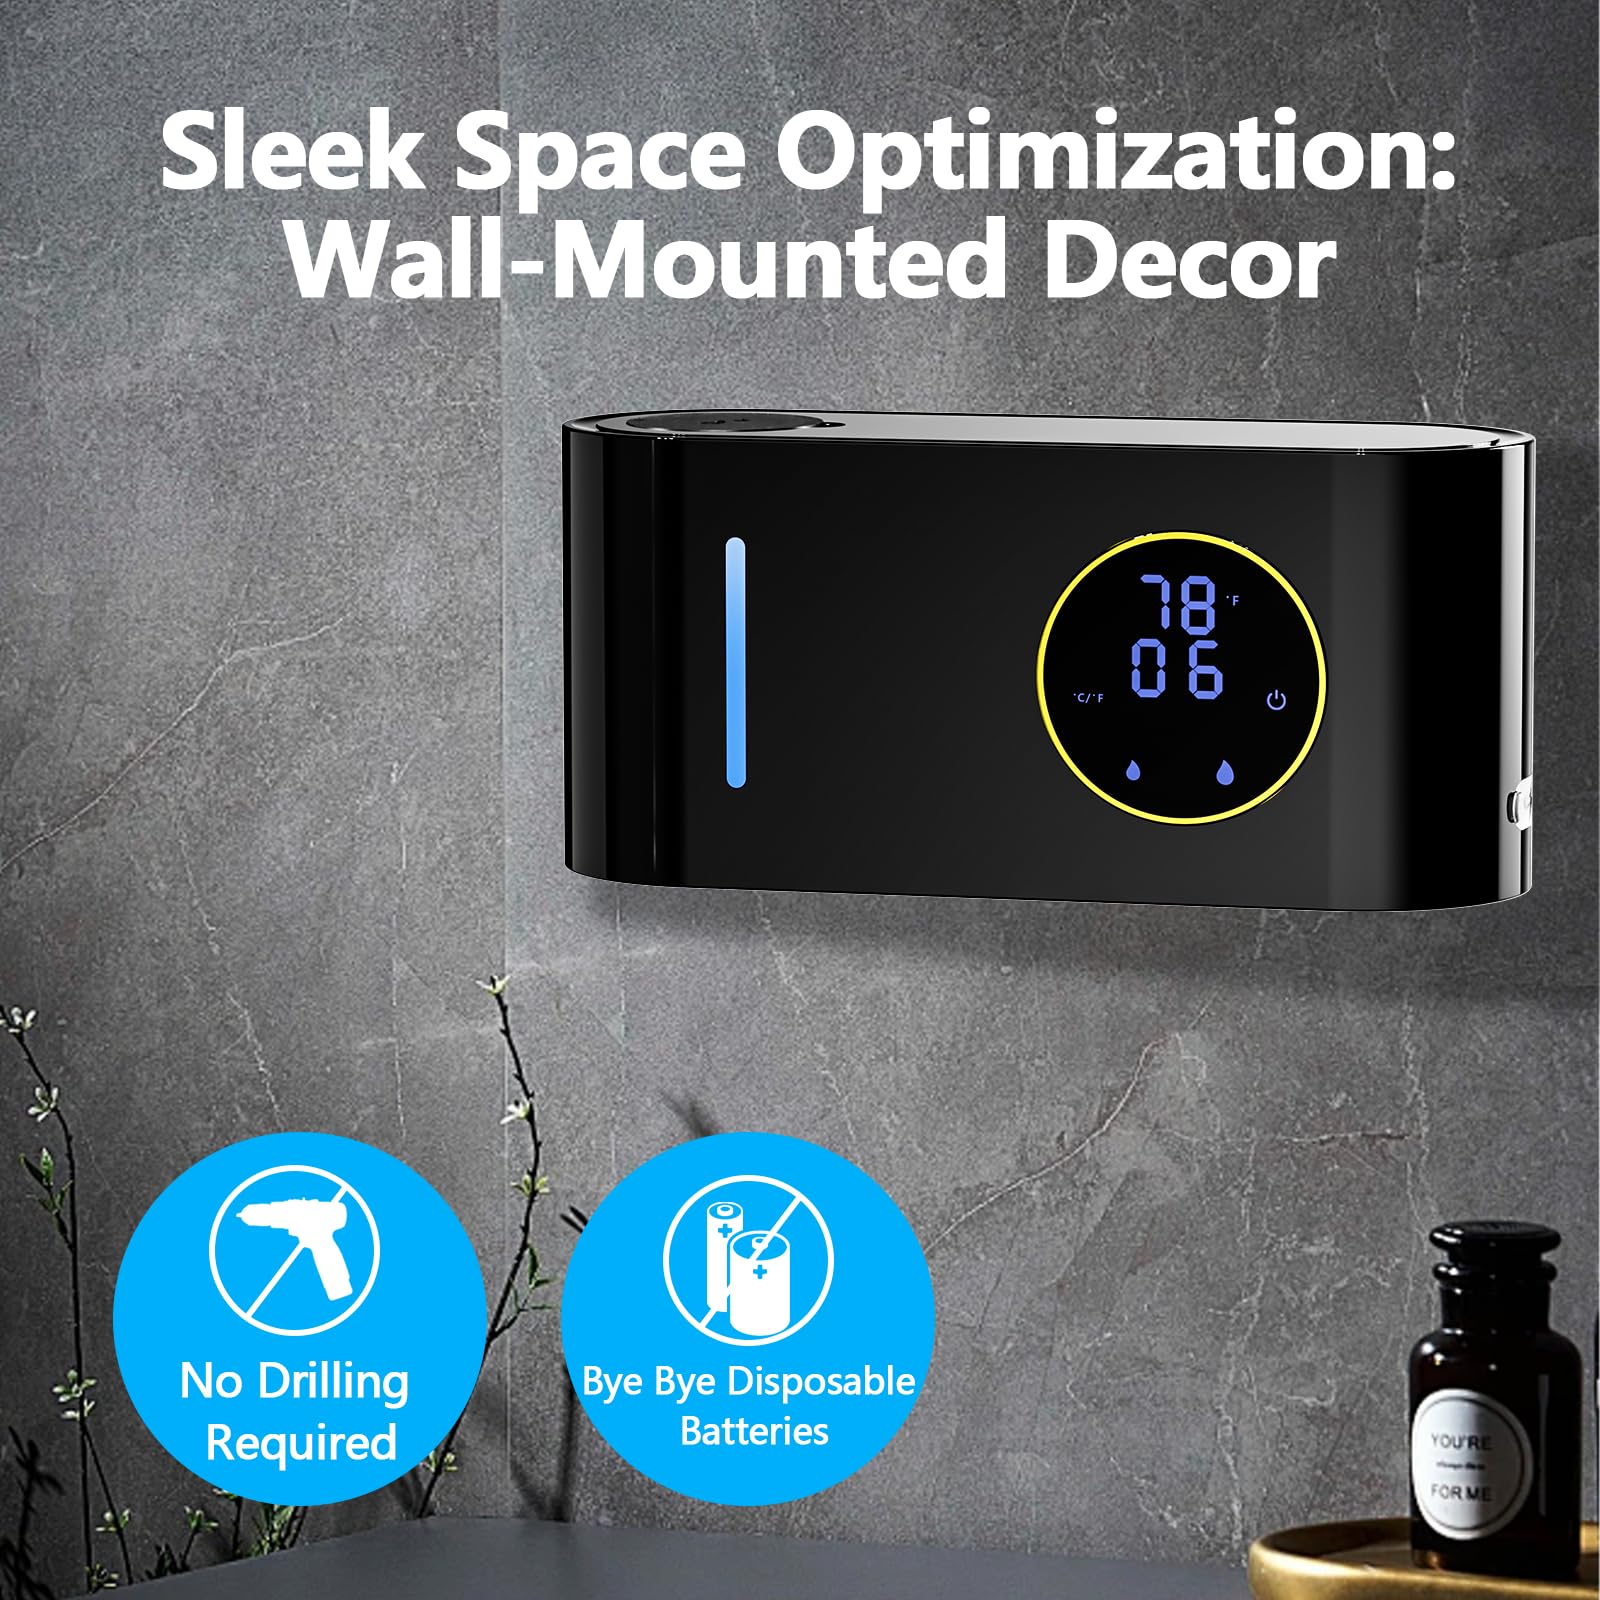 Sleek Space Optimization:
Wall-Mounted Decor
78 °F
06
°C/°F
No Drilling
Required
Bye Bye Disposable
Batteries
YOU'RE
FOR ME